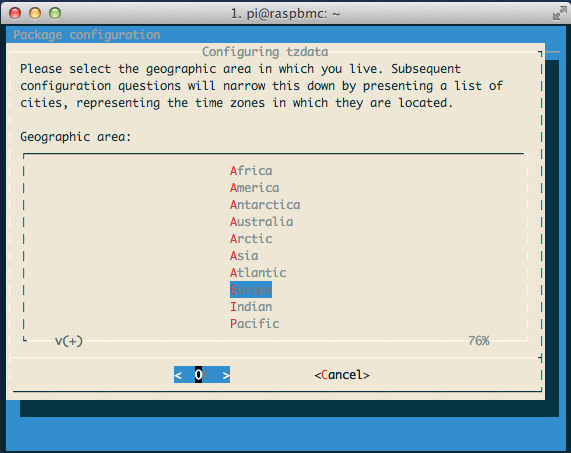 1. pi@raspbmc: ~
Package configuration
Configuring tzdata
Please select the geographic area in which you live. Subsequent
configuration questions will narrow this down by presenting a list of
cities, representing the time zones in which they are located.
Geographic area:
Africa
America
Antarctica
Australia
Arctic
Asia
Atlantic
Europe
Indian
Pacific
v(+) 76%
< O > <Cancel>